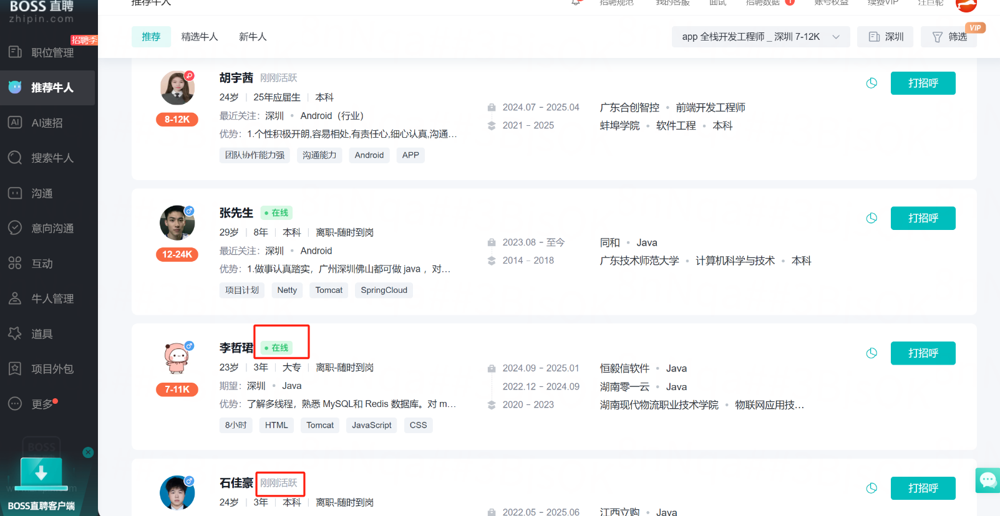 BOSS 直聘
zhipin.com
招聘季
职位管理
推荐牛人
AI
AI速招
搜索牛人
沟通
意向沟通
互动
牛人管理
道具
项目外包
更多
BOSS
BOSS直聘客户端
推荐牛人
招聘规范
我的客服
面试
招聘数据
1
账号权益
续费VIP
汪巨轮
推荐
精选牛人
新牛人
app 全栈开发工程师 _ 深圳 7-12K
深圳
筛选
VIP
胡宇茜 刚刚活跃
24岁 25年应届生 本科
8-12K
最近关注: 深圳 • Android（行业）
优势: 1.个性积极开朗,容易相处,有责任心,细心认真,沟通...
团队协作能力强 沟通能力 Android APP
2024.07 - 2025.04 广东合创智控 • 前端开发工程师
2021 - 2025 蚌埠学院 • 软件工程 • 本科
打招呼
张先生 在线
29岁 8年 本科 离职-随时到岗
12-24K
最近关注: 深圳 • Android
优势: 1.做事认真踏实，广州深圳佛山都可做 java ，对...
项目计划 Netty Tomcat SpringCloud
2023.08 - 至今 同和 • Java
2014 - 2018 广东技术师范大学 • 计算机科学与技术 • 本科
打招呼
李哲珺 在线
23岁 3年 大专 离职-随时到岗
7-11K
期望: 深圳 • Java
优势: 了解多线程，熟悉 MySQL和 Redis 数据库。对 m...
8小时 HTML Tomcat JavaScript CSS
2024.09 - 2025.01 恒毅信软件 • Java
2022.12 - 2024.09 湖南零一云 • Java
2020 - 2023 湖南现代物流职业技术学院 • 物联网应用技...
打招呼
石佳豪 刚刚活跃
24岁 3年 本科 离职-随时到岗
2022.05 - 2025.06 江西立购 • Java
打招呼